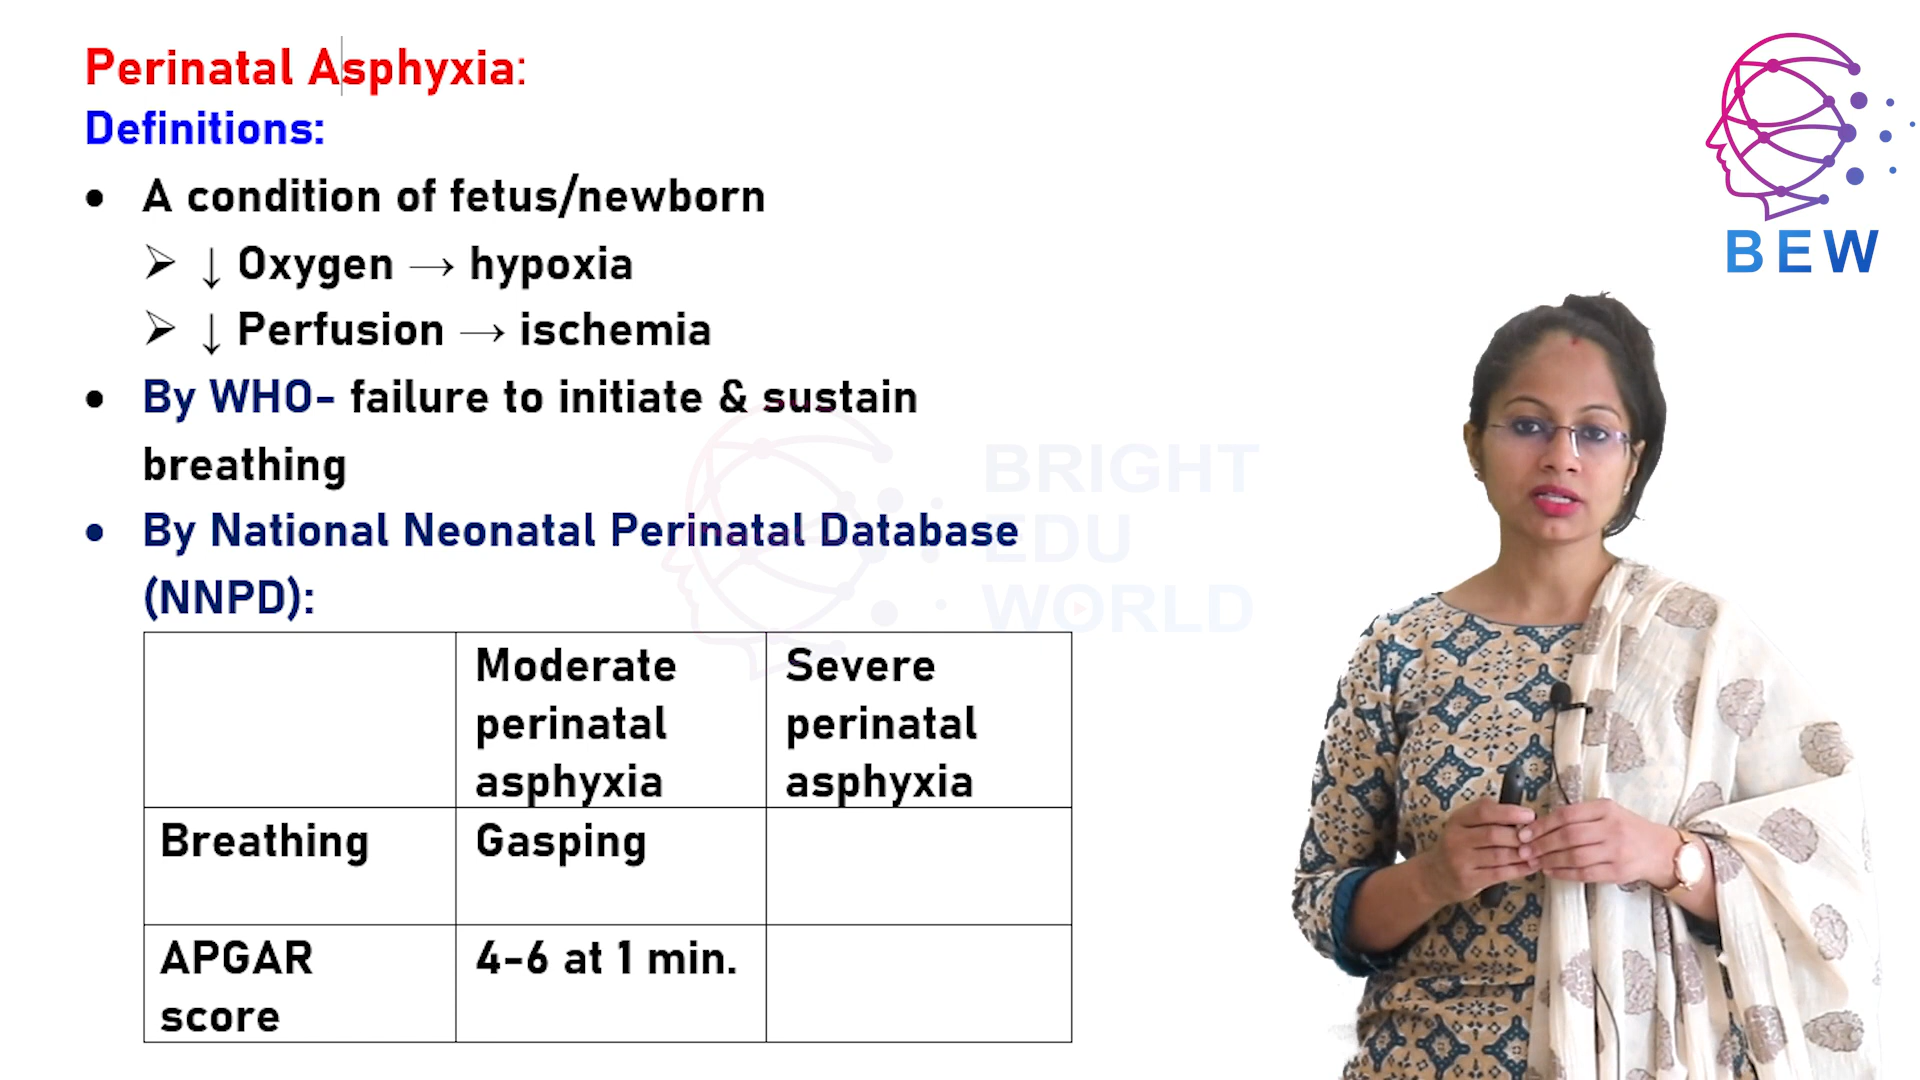 Perinatal Asphyxia:
Definitions:
• A condition of fetus/newborn
➢ ↓ Oxygen → hypoxia
➢ ↓ Perfusion → ischemia
• By WHO- failure to initiate & sustain
breathing
• By National Neonatal Perinatal Database
(NNPD):
Moderate perinatal asphyxia
Severe perinatal asphyxia
Breathing
Gasping
APGAR score
4-6 at 1 min.
BEW
BRIGHT
EDU
WORLD